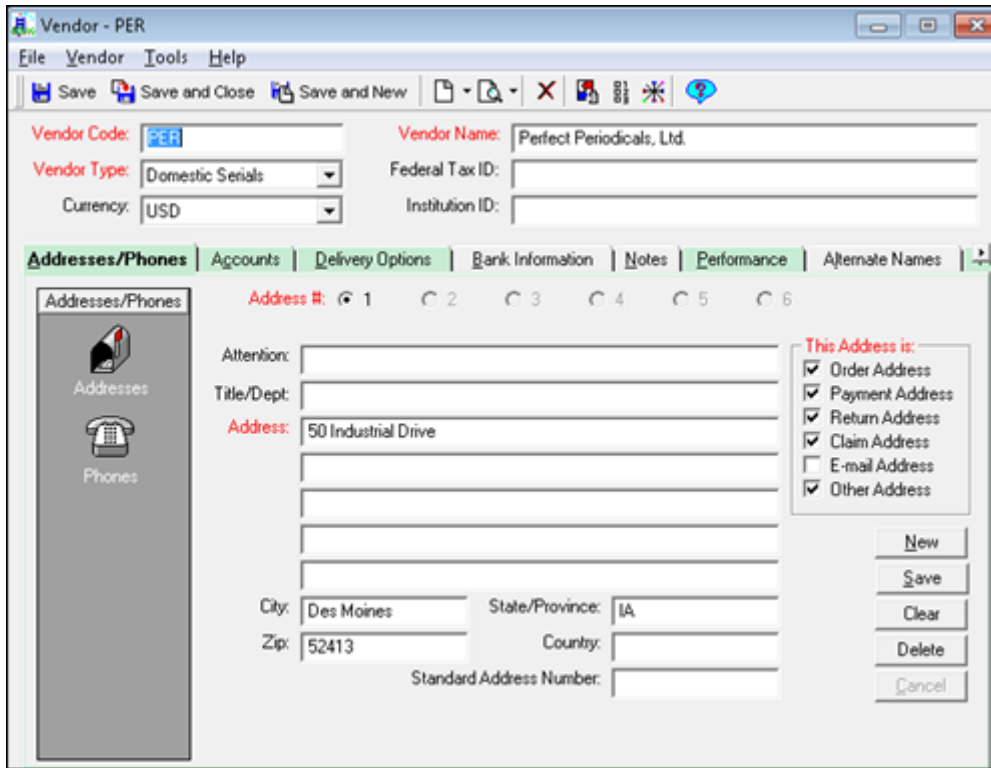 Vendor - PER
File Vendor Tools Help
Save Save and Close Save and New
Vendor Code: PER Vendor Name: Perfect Periodicals, Ltd.
Vendor Type: Domestic Serials Federal Tax ID:
Currency: USD Institution ID:
Addresses/Phones Accounts Delivery Options Bank Information Notes Performance Alternate Names
Addresses/Phones Address #: 1 2 3 4 5 6
Addresses
Phones
Attention:
Title/Dept:
Address: 50 Industrial Drive
City: Des Moines State/Province: IA
Zip: 52413 Country:
Standard Address Number:
This Address is:
Order Address
Payment Address
Return Address
Claim Address
E-mail Address
Other Address
New
Save
Clear
Delete
Cancel